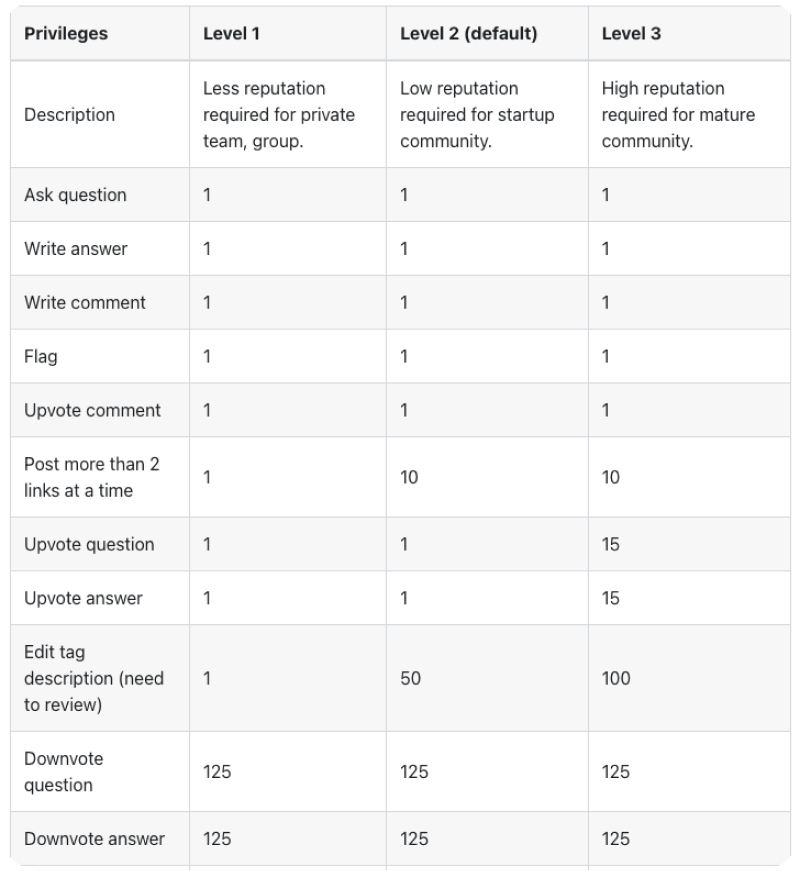 Privileges Level 1 Level 2 (default) Level 3
Description
Less reputation
required for private
team, group.
Low reputation
required for startup
community.
High reputation
required for mature
community.
Ask question 1 1 1
Write answer 1 1 1
Write comment 1 1 1
Flag 1 1 1
Upvote comment 1 1 1
Post more than 2
links at a time
1 10 10
Upvote question 1 1 15
Upvote answer 1 1 15
Edit tag
description (need
to review)
1 50 100
Downvote
question
125 125 125
Downvote answer 125 125 125